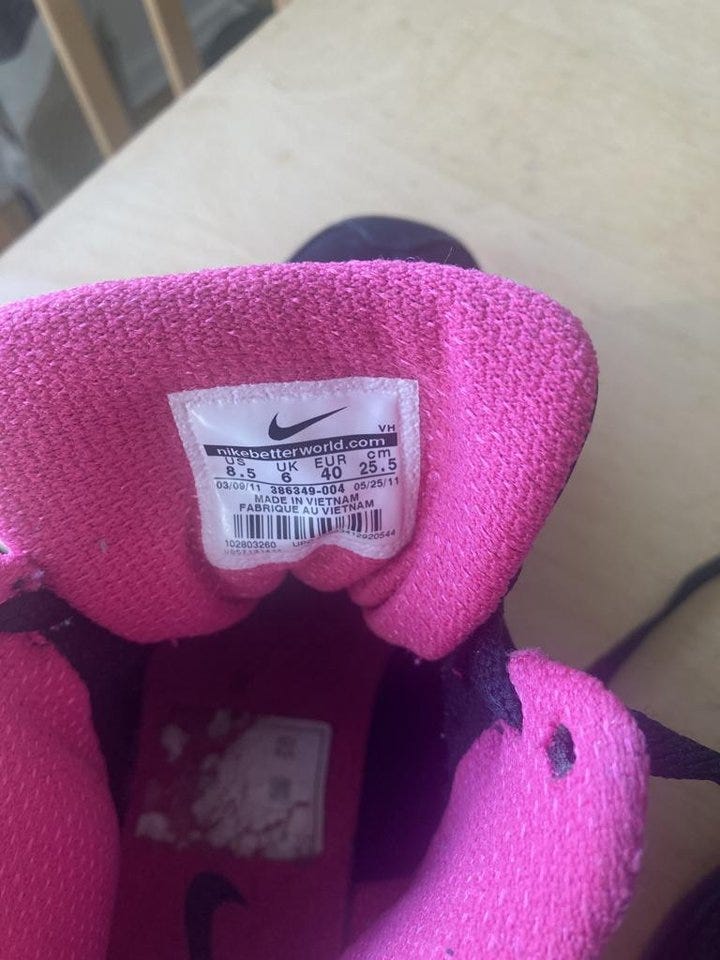 VH
nikebetterworld.com
US UK EUR cm
8.5 6 40 25.5
03/09/11 386349-004 05/25/11
MADE IN VIETNAM
FABRIQUE AU VIETNAM
102803260